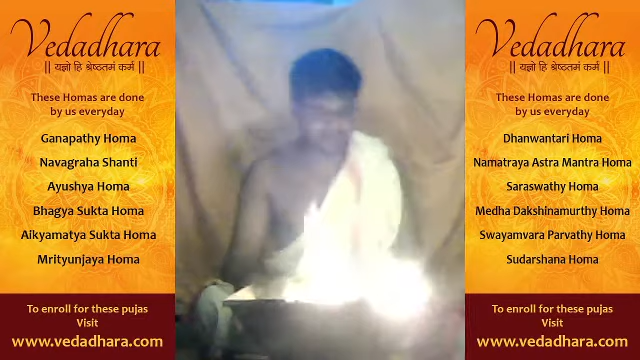 Vedadhara
|| यज्ञो हि श्रेष्ठतमं कर्म ||
These Homas are done
by us everyday
Ganapathy Homa
Navagraha Shanti
Ayushya Homa
Bhagya Sukta Homa
Aikyamatya Sukta Homa
Mrityunjaya Homa
To enroll for these pujas
Visit
www.vedadhara.com
Vedadhara
|| यज्ञो हि श्रेष्ठतमं कर्म ||
These Homas are done
by us everyday
Dhanwantari Homa
Namatraya Astra Mantra Homa
Saraswathy Homa
Medha Dakshinamurthy Homa
Swayamvara Parvathy Homa
Sudarshana Homa
To enroll for these pujas
Visit
www.vedadhara.com